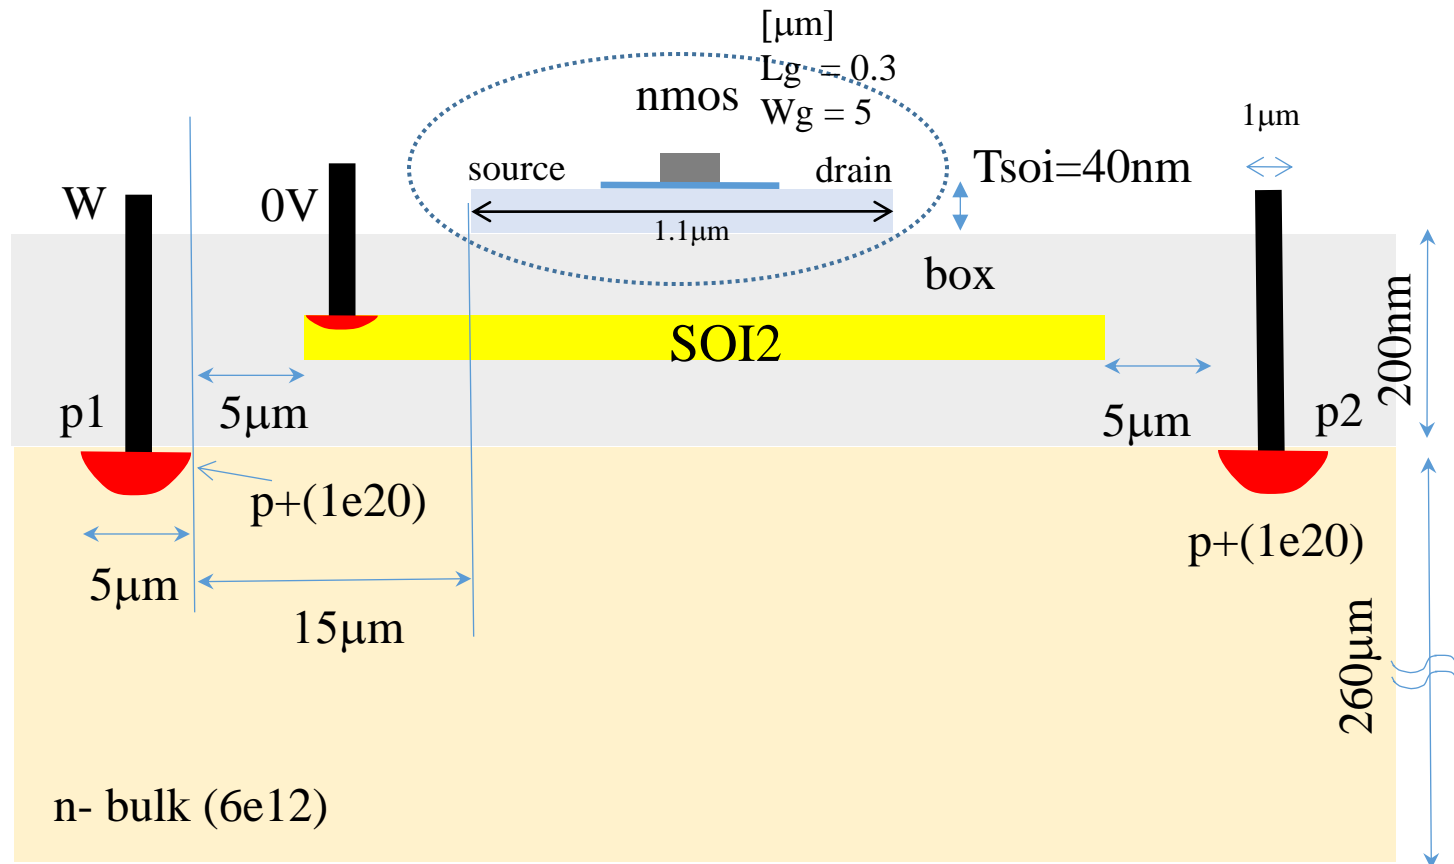 [μm]
Lg = 0.3
Wg = 5
nmos
1μm
source
drain
Tsoi=40nm
W
0V
1.1μm
box
SOI2
200nm
5μm
5μm
p1
p2
p+(1e20)
p+(1e20)
5μm
15μm
260μm
n- bulk (6e12)